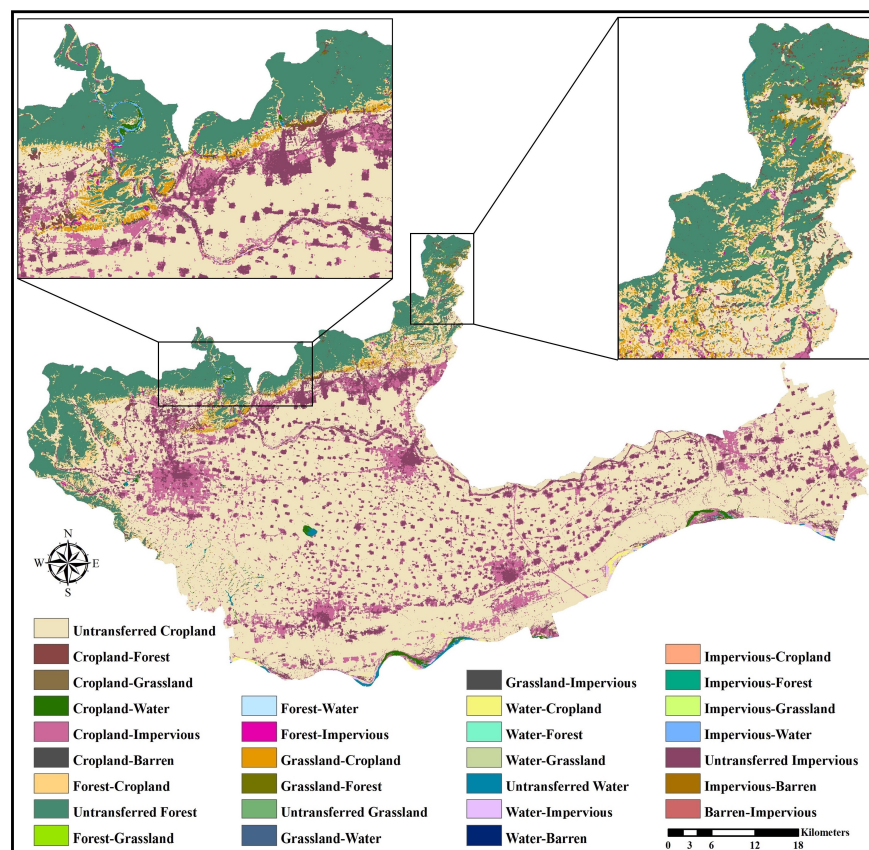 N
W E
S
Untransferred Cropland
Cropland-Forest
Cropland-Grassland
Cropland-Water
Cropland-Impervious
Cropland-Barren
Forest-Cropland
Untransferred Forest
Forest-Grassland
Forest-Water
Forest-Impervious
Grassland-Cropland
Grassland-Forest
Untransferred Grassland
Grassland-Water
Grassland-Impervious
Water-Cropland
Water-Forest
Water-Grassland
Untransferred Water
Water-Impervious
Water-Barren
Impervious-Cropland
Impervious-Forest
Impervious-Grassland
Impervious-Water
Untransferred Impervious
Impervious-Barren
Barren-Impervious
Kilometers
0 3 6 12 18